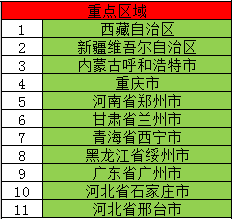 重点区域
1 西藏自治区
2 新疆维吾尔自治区
3 内蒙古呼和浩特市
4 重庆市
5 河南省郑州市
6 甘肃省兰州市
7 青海省西宁市
8 黑龙江省绥州市
9 广东省广州市
10 河北省石家庄市
11 河北省邢台市